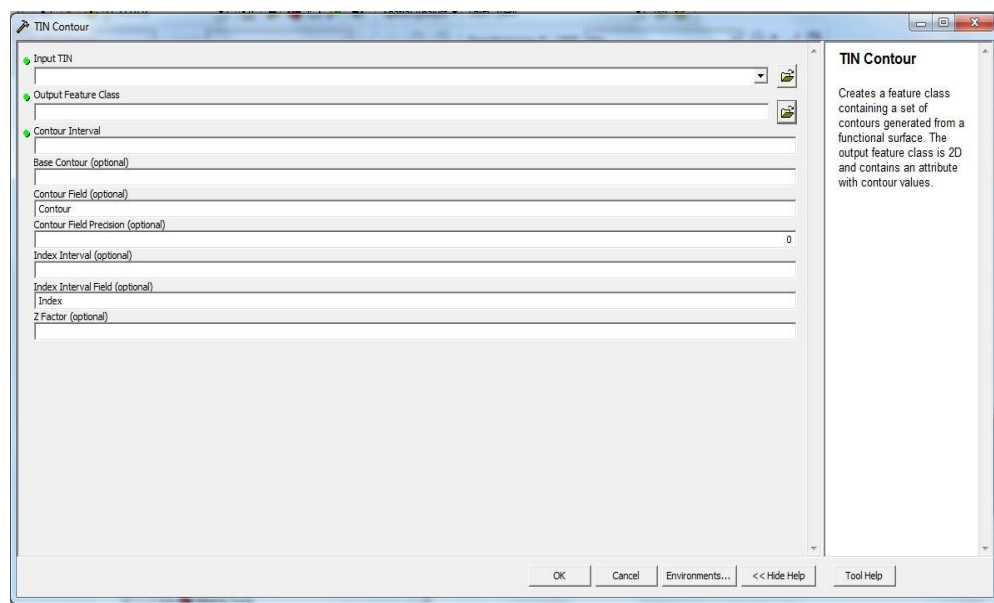 TIN Contour
Input TIN
Output Feature Class
Contour Interval
Base Contour (optional)
Contour Field (optional)
Contour
Contour Field Precision (optional)
0
Index Interval (optional)
Index Interval Field (optional)
Index
Z Factor (optional)
TIN Contour
Creates a feature class
containing a set of
contours generated from a
functional surface. The
output feature class is 2D
and contains an attribute
with contour values.
OK
Cancel
Environments...
<< Hide Help
Tool Help